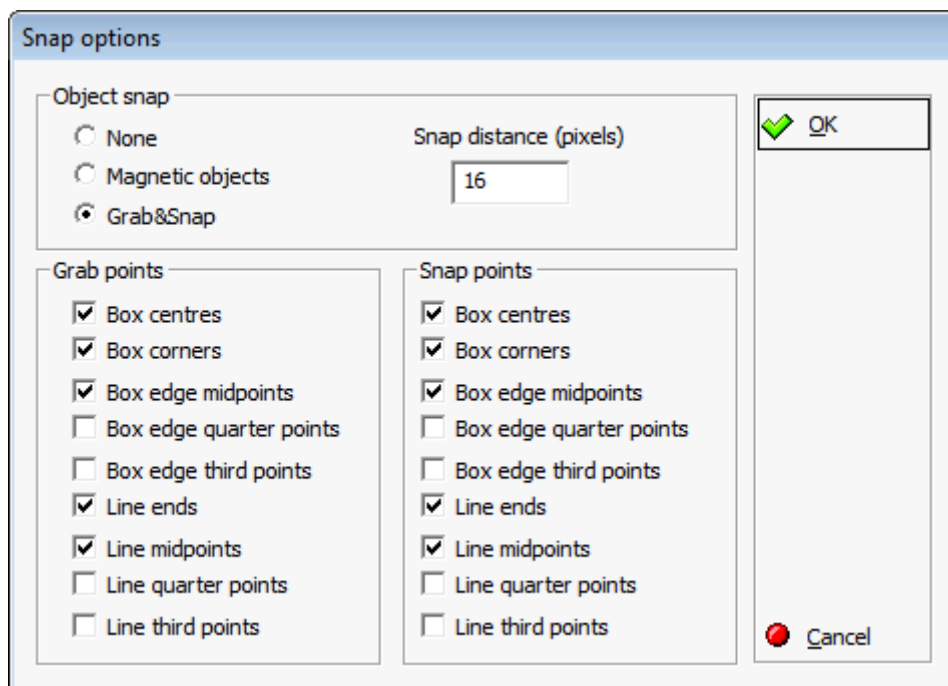 Snap options
Object snap
None
Magnetic objects
Grab&Snap
Snap distance (pixels)
16
Grab points
Box centres
Box corners
Box edge midpoints
Box edge quarter points
Box edge third points
Line ends
Line midpoints
Line quarter points
Line third points
Snap points
Box centres
Box corners
Box edge midpoints
Box edge quarter points
Box edge third points
Line ends
Line midpoints
Line quarter points
Line third points
OK
Cancel